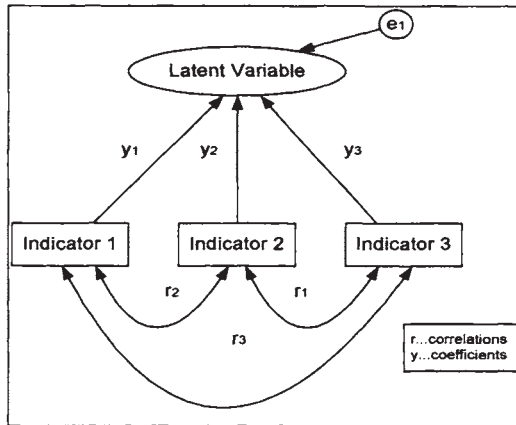 e1
Latent Variable
y1
y2
y3
Indicator 1
Indicator 2
Indicator 3
r2
r1
r3
r...correlations
y...coefficients